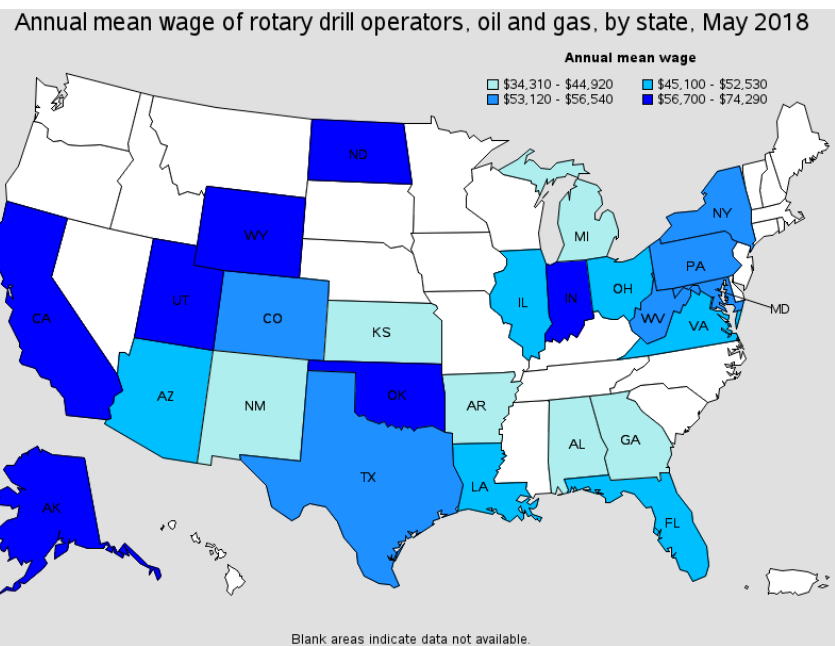 Annual mean wage of rotary drill operators, oil and gas, by state, May 2018
Annual mean wage
$34,310 - $44,920
$45,100 - $52,530
$53,120 - $56,540
$56,700 - $74,290
ND
WY
NY
MI
PA
UT
CA
CO
IL
IN
OH
WV
MD
VA
KS
AZ
NM
OK
AR
AL
GA
TX
LA
AK
FL
Blank areas indicate data not available.